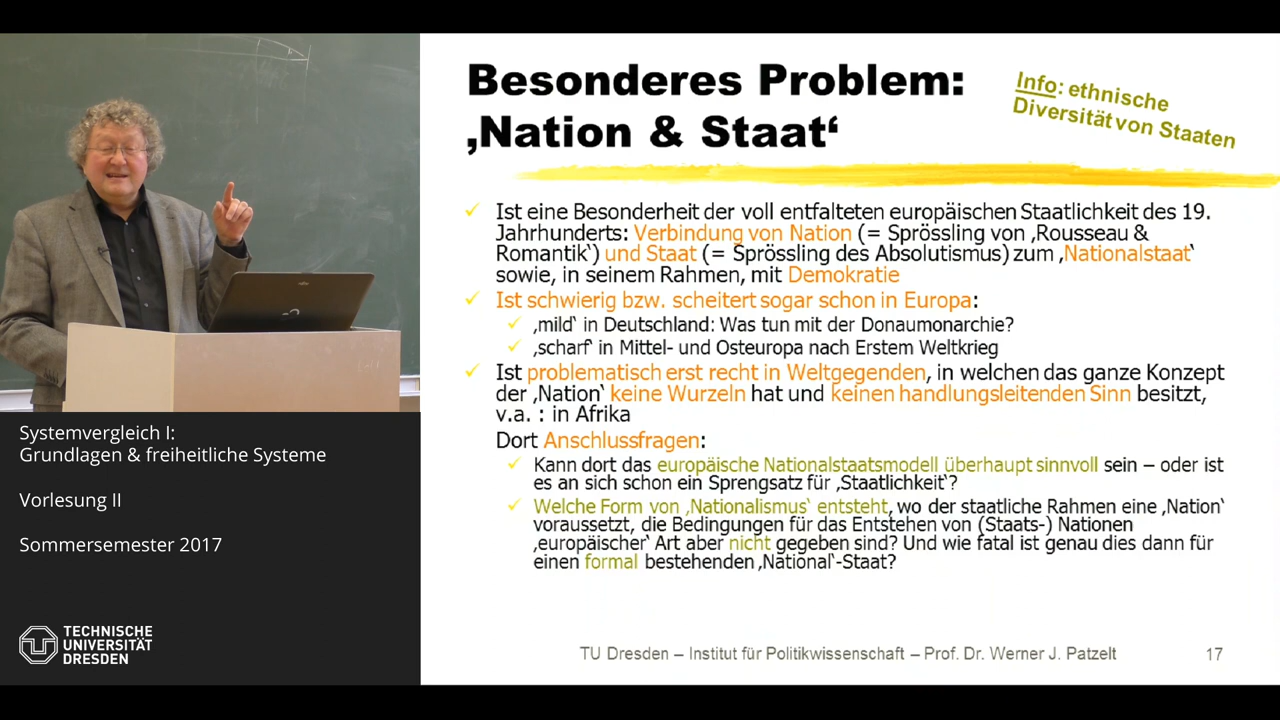 Besonderes Problem:
‚Nation & Staat‘
Info: ethnische
Diversität von Staaten
Ist eine Besonderheit der voll entfalteten europäischen Staatlichkeit des 19.
Jahrhunderts: Verbindung von Nation (= Sprössling von ‚Rousseau &
Romantik‘) und Staat (= Sprössling des Absolutismus) zum ‚Nationalstaat‘
sowie, in seinem Rahmen, mit Demokratie
Ist schwierig bzw. scheitert sogar schon in Europa:
‚mild‘ in Deutschland: Was tun mit der Donaumonarchie?
‚scharf‘ in Mittel- und Osteuropa nach Erstem Weltkrieg
Ist problematisch erst recht in Weltgegenden, in welchen das ganze Konzept
der ‚Nation‘ keine Wurzeln hat und keinen handlungsleitenden Sinn besitzt,
v.a. : in Afrika
Dort Anschlussfragen:
Kann dort das europäische Nationalstaatsmodell überhaupt sinnvoll sein – oder ist
es an sich schon ein Sprengsatz für ‚Staatlichkeit‘?
Welche Form von ‚Nationalismus‘ entsteht, wo der staatliche Rahmen eine ‚Nation‘
voraussetzt, die Bedingungen für das Entstehen von (Staats-) Nationen
‚europäischer‘ Art aber nicht gegeben sind? Und wie fatal ist genau dies dann für
einen formal bestehenden ‚National‘-Staat?
TU Dresden – Institut für Politikwissenschaft – Prof. Dr. Werner J. Patzelt
17
Systemvergleich I:
Grundlagen & freiheitliche Systeme
Vorlesung II
Sommersemester 2017
TECHNISCHE
UNIVERSITÄT
DRESDEN